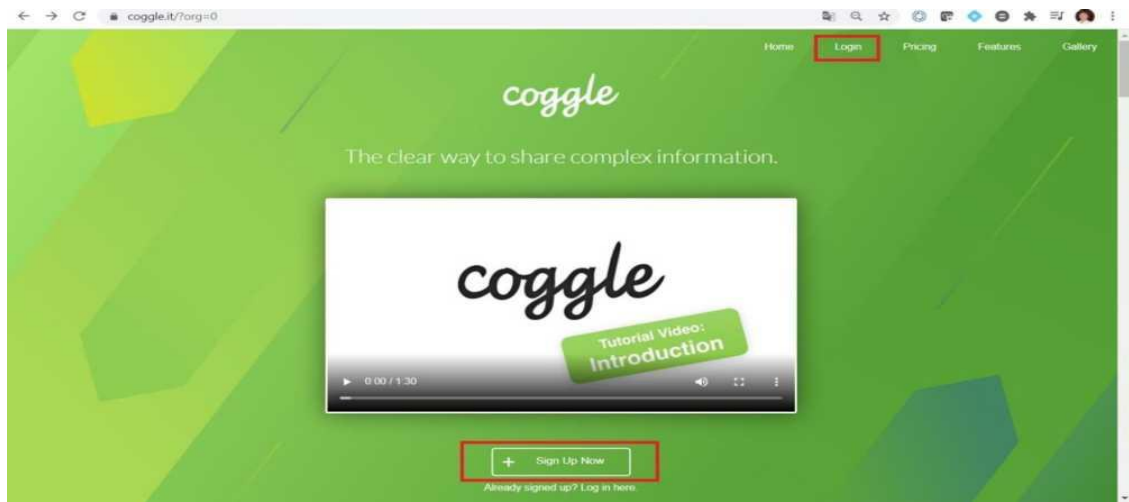 coggle.it/?org=0
Home Login Pricing Features Gallery
coggle
The clear way to share complex information.
coggle
Tutorial Video:
Introduction
0:00 / 1:30
+ Sign Up Now
Already signed up? Log in here.